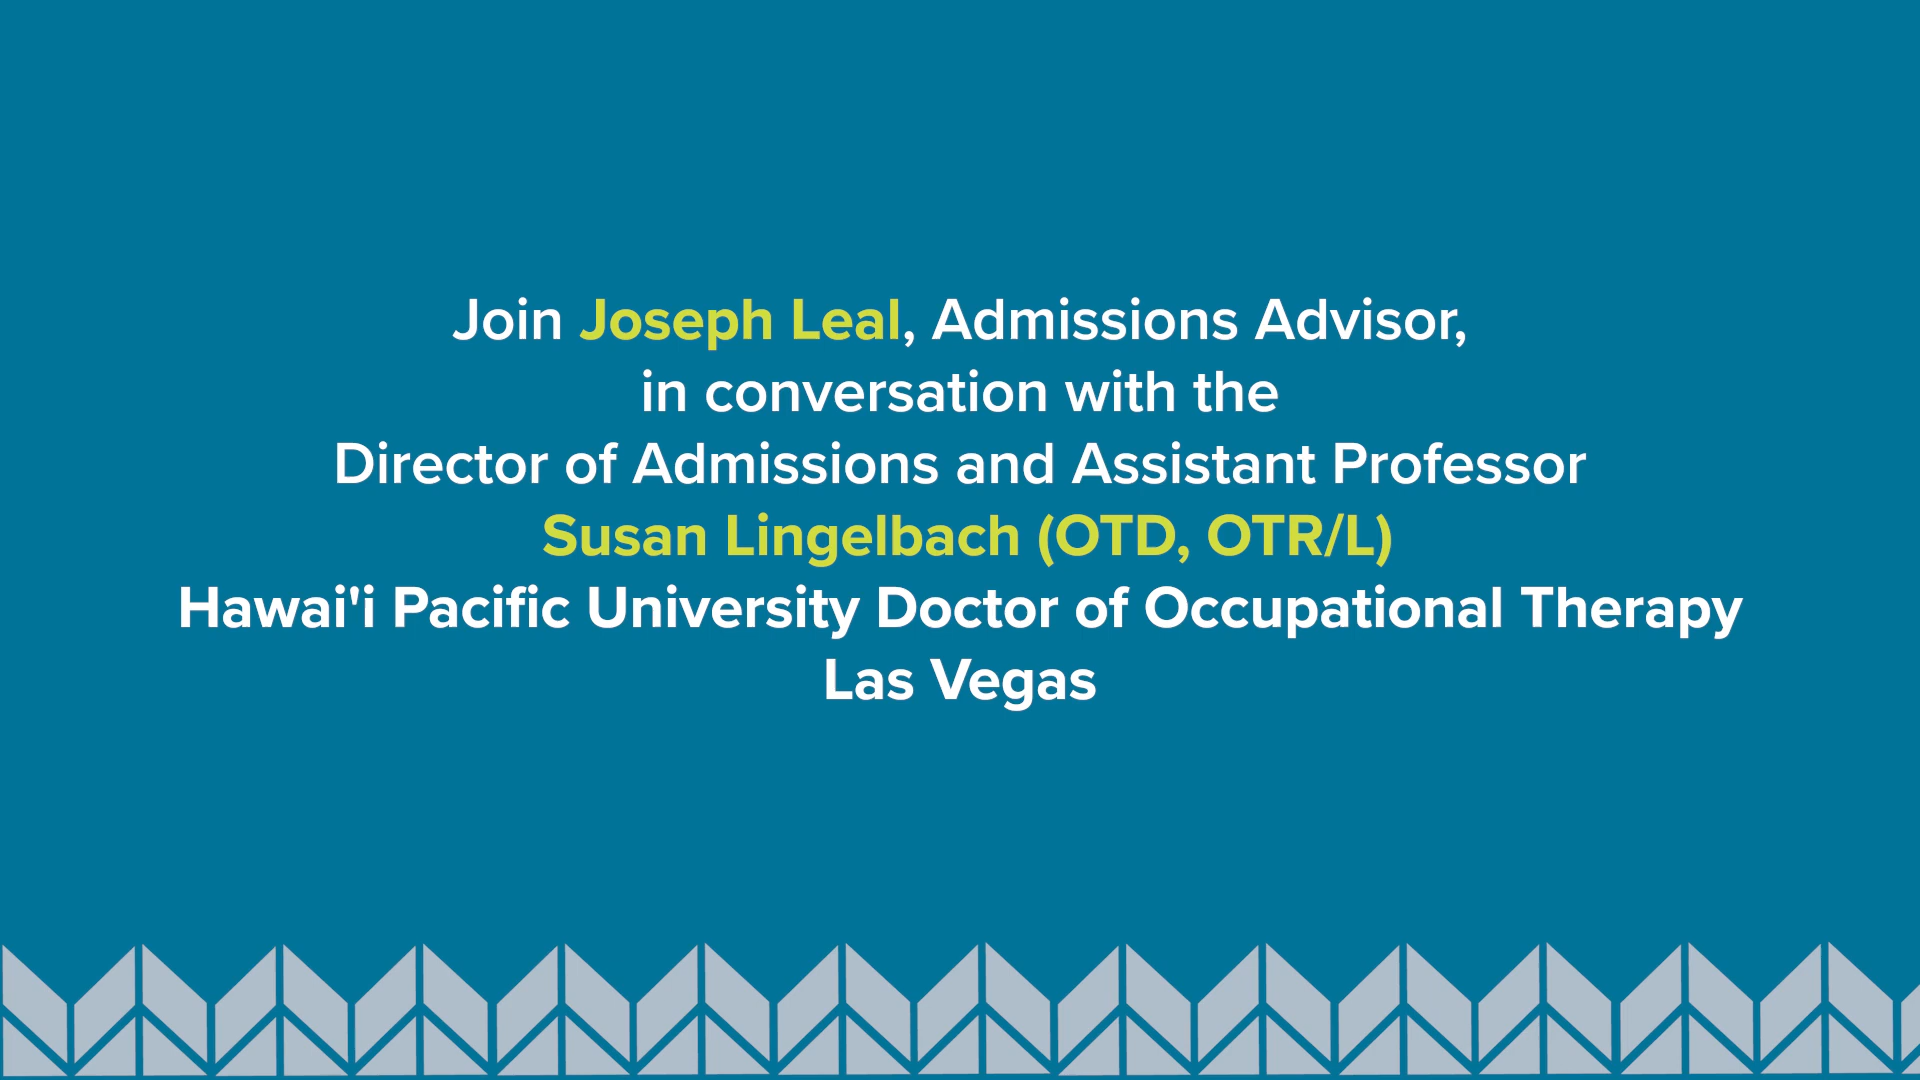 Join Joseph Leal, Admissions Advisor,
in conversation with the
Director of Admissions and Assistant Professor
Susan Lingelbach (OTD, OTR/L)
Hawai'i Pacific University Doctor of Occupational Therapy
Las Vegas